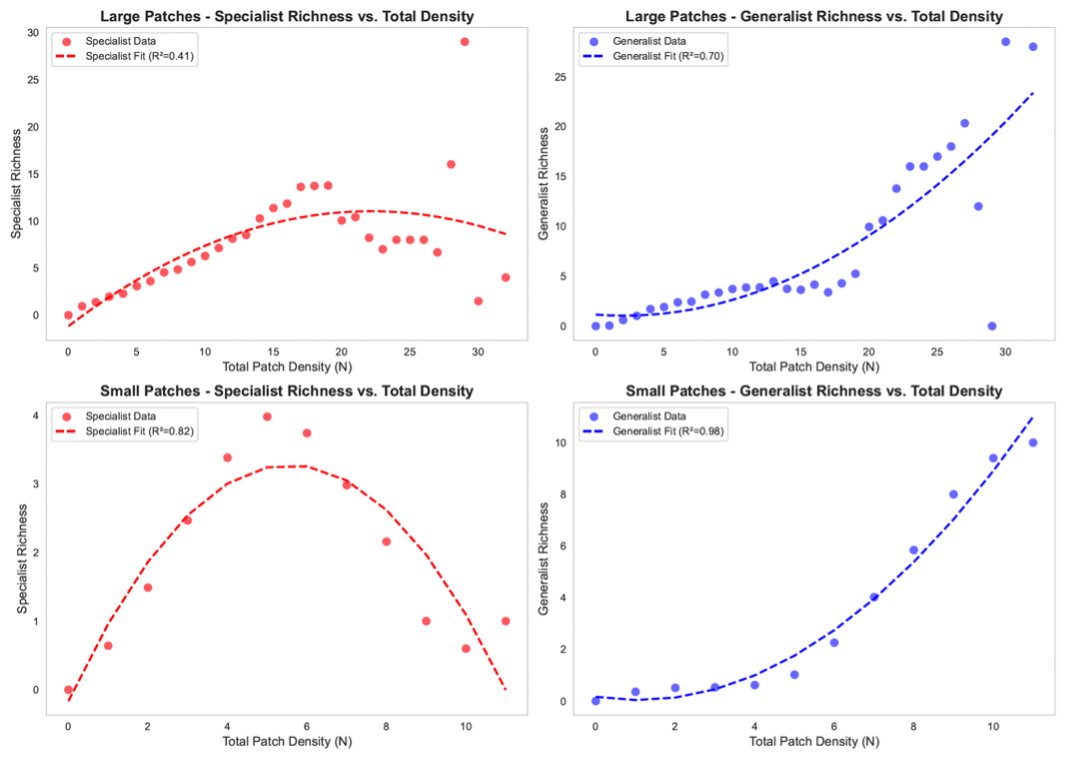 Large Patches - Specialist Richness vs. Total Density
Specialist Data
Specialist Fit (R²=0.41)
30
25
20
15
10
5
0
Specialist Richness
0 5 10 15 20 25 30
Total Patch Density (N)
Large Patches - Generalist Richness vs. Total Density
Generalist Data
Generalist Fit (R²=0.70)
25
20
15
10
5
0
Generalist Richness
0 5 10 15 20 25 30
Total Patch Density (N)
Small Patches - Specialist Richness vs. Total Density
Specialist Data
Specialist Fit (R²=0.82)
4
3
2
1
0
Specialist Richness
0 2 4 6 8 10
Total Patch Density (N)
Small Patches - Generalist Richness vs. Total Density
Generalist Data
Generalist Fit (R²=0.98)
10
8
6
4
2
0
Generalist Richness
0 2 4 6 8 10
Total Patch Density (N)